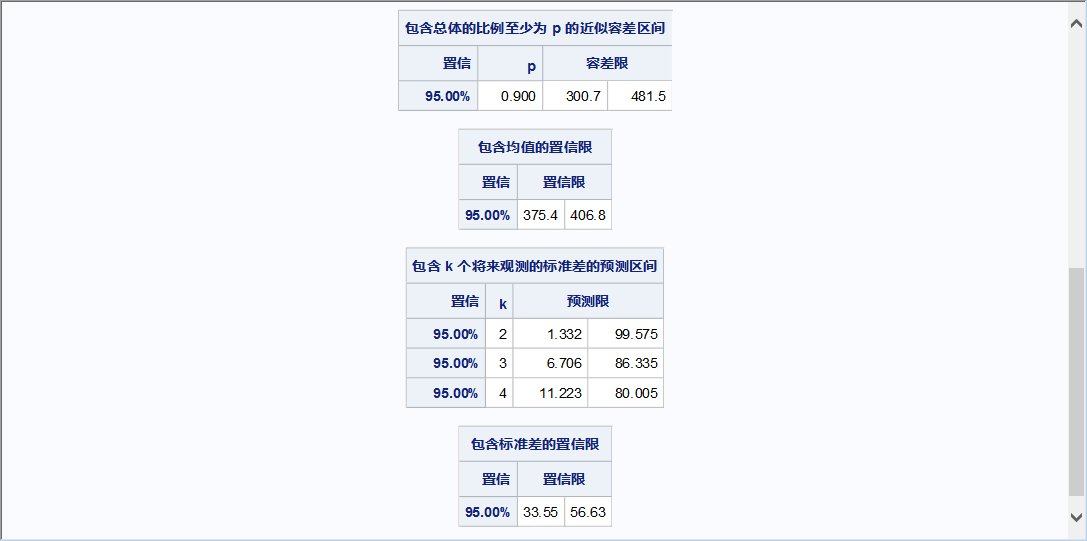 包含总体的比例至少为 p 的近似容差区间
置信 p 容差限
95.00% 0.900 300.7 481.5
包含均值的置信限
置信 置信限
95.00% 375.4 406.8
包含 k 个将来观测的标准差的预测区间
置信 k 预测限
95.00% 2 1.332 99.575
95.00% 3 6.706 86.335
95.00% 4 11.223 80.005
包含标准差的置信限
置信 置信限
95.00% 33.55 56.63